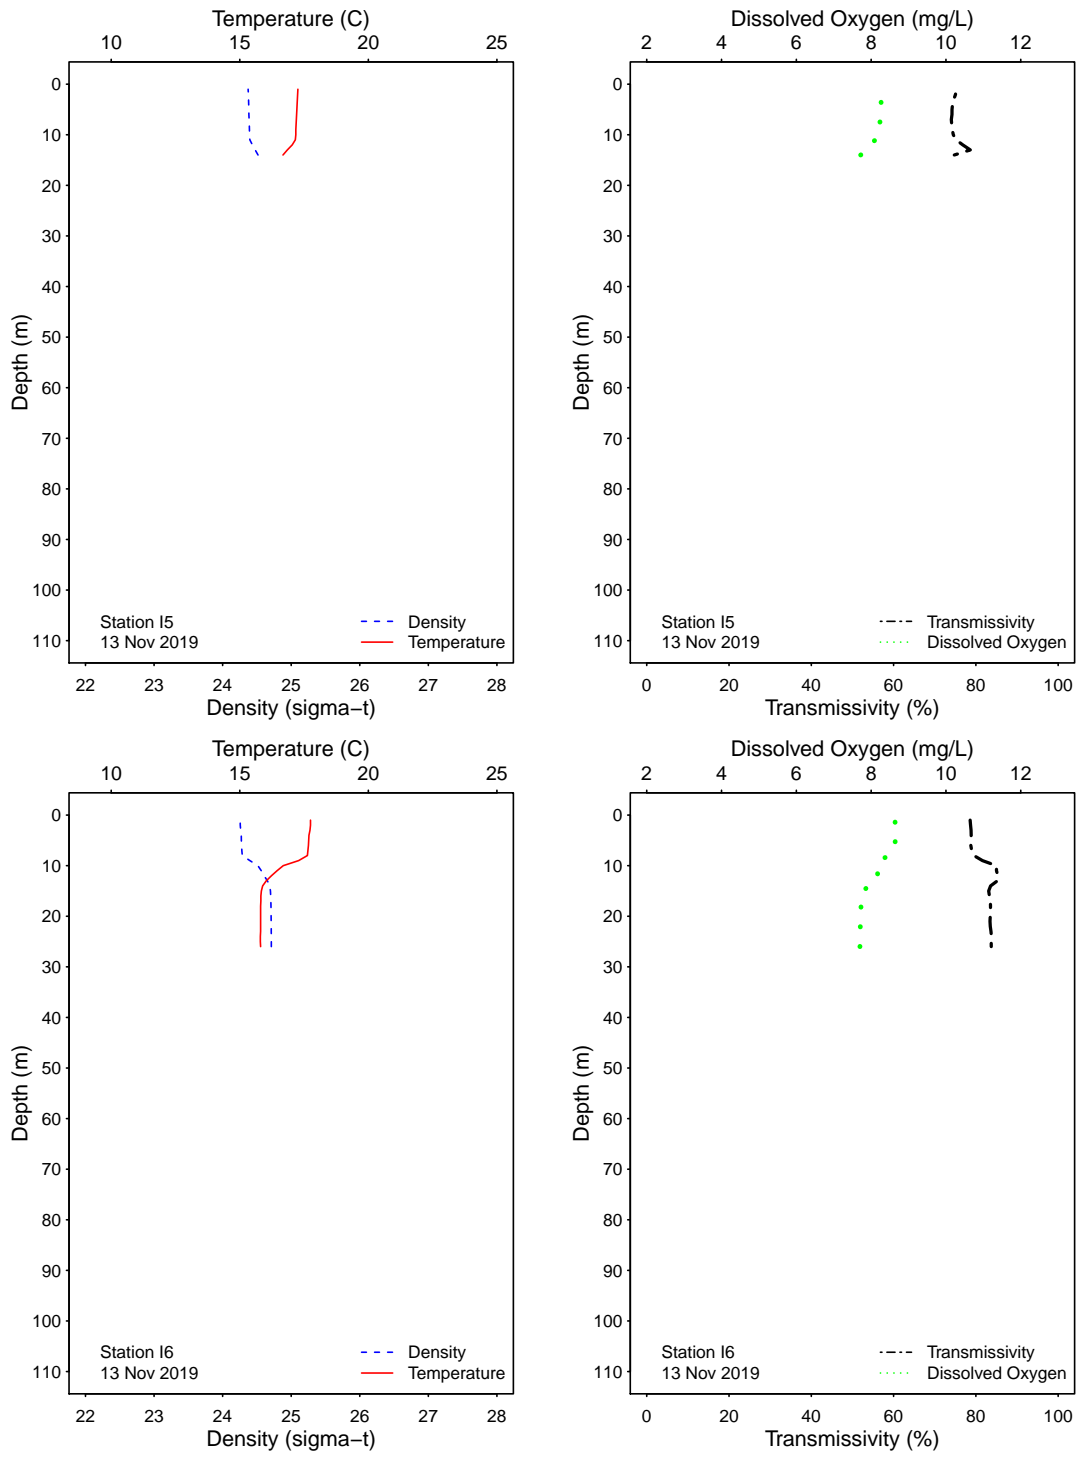 Temperature (C)
10 15 20 25
0
10
20
30
40
50
60
70
80
90
100
110
Depth (m)
Station I5
13 Nov 2019
Density
Temperature
22 23 24 25 26 27 28
Density (sigma−t)
Dissolved Oxygen (mg/L)
2 4 6 8 10 12
0
10
20
30
40
50
60
70
80
90
100
110
Depth (m)
Station I5
13 Nov 2019
Transmissivity
Dissolved Oxygen
0 20 40 60 80 100
Transmissivity (%)
Temperature (C)
10 15 20 25
0
10
20
30
40
50
60
70
80
90
100
110
Depth (m)
Station I6
13 Nov 2019
Density
Temperature
22 23 24 25 26 27 28
Density (sigma−t)
Dissolved Oxygen (mg/L)
2 4 6 8 10 12
0
10
20
30
40
50
60
70
80
90
100
110
Depth (m)
Station I6
13 Nov 2019
Transmissivity
Dissolved Oxygen
0 20 40 60 80 100
Transmissivity (%)